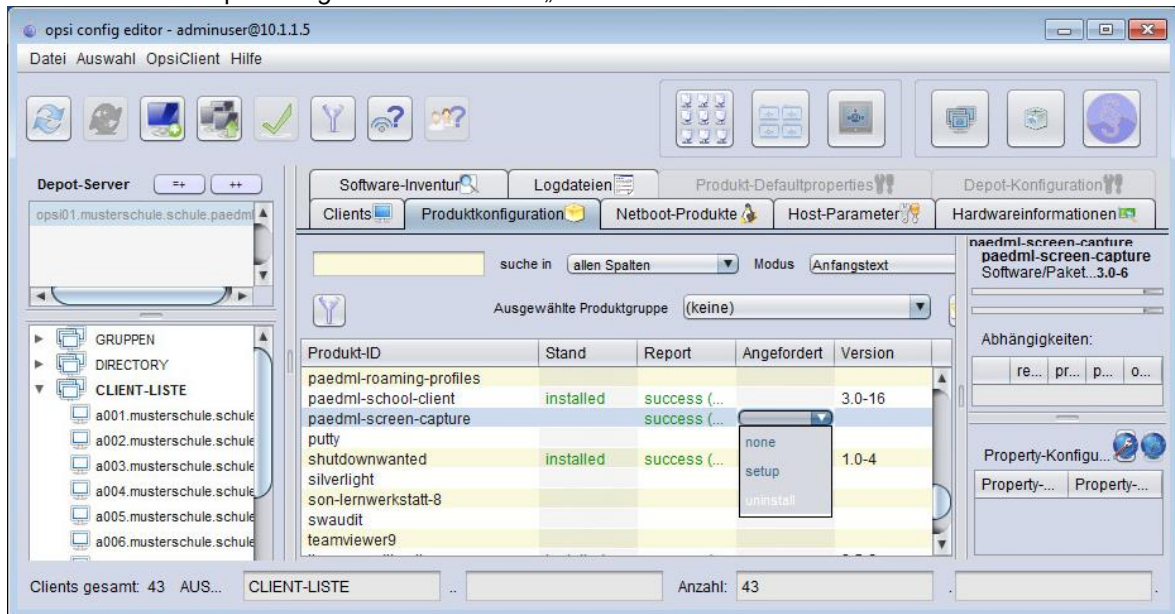 opsi config editor - adminuser@10.1.1.5
Datei Auswahl OpsiClient Hilfe
Depot-Server =+ ++
opsi01.musterschule.schule.paedml
GRUPPEN
DIRECTORY
CLIENT-LISTE
a001.musterschule.schule
a002.musterschule.schule
a003.musterschule.schule
a004.musterschule.schule
a005.musterschule.schule
a006.musterschule.schule
Software-Inventur Logdateien Produkt-Defaultproperties Depot-Konfiguration
Clients Produktkonfiguration Netboot-Produkte Host-Parameter Hardwareinformationen
suche in allen Spalten Modus Anfangstext
Ausgewählte Produktgruppe (keine)
Produkt-ID Stand Report Angefordert Version
paedml-roaming-profiles
paedml-school-client installed success (... 3.0-16
paedml-screen-capture success (...
putty
shutdownwanted installed success (... 1.0-4
silverlight
son-lernwerkstatt-8
swaudit
teamviewer9
none
setup
uninstall
paedml-screen-capture
paedml-screen-capture
Software/Paket...3.0-6
Abhängigkeiten:
re... pr... p... o...
Property-Konfigu...
Property-... Property-...
Clients gesamt: 43 AUS... CLIENT-LISTE .. Anzahl: 43 . .